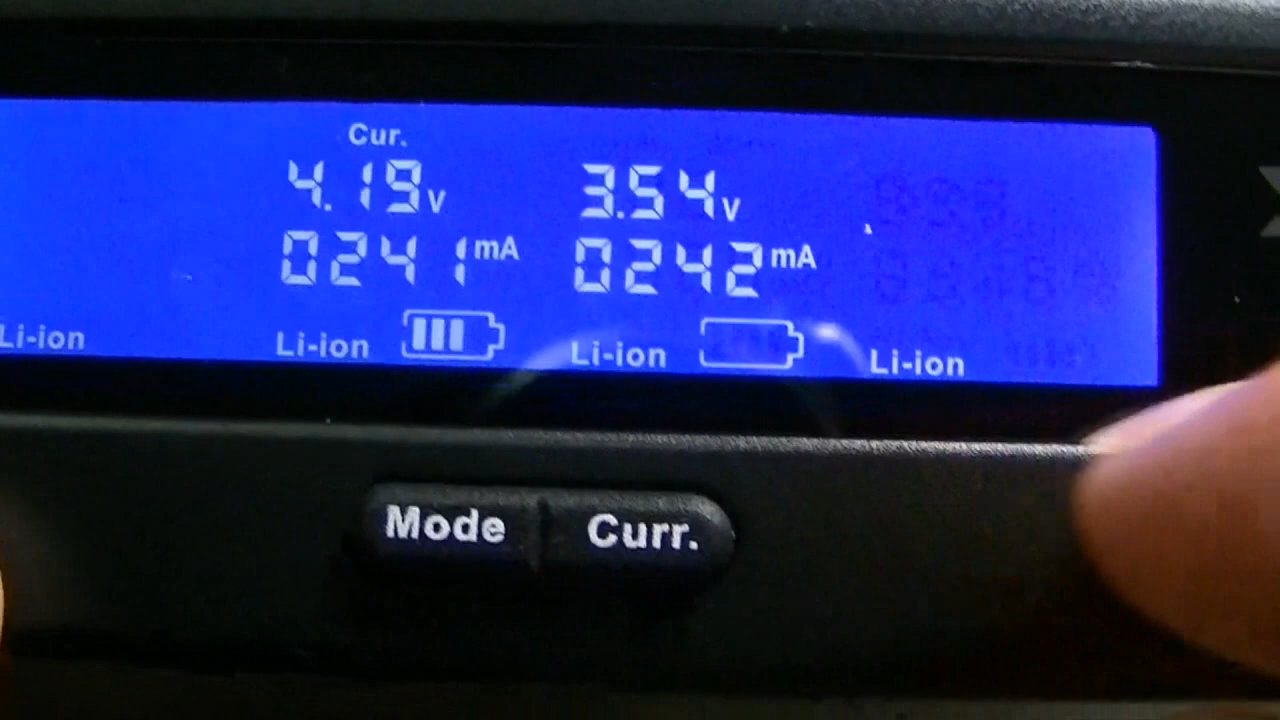 Cur.
4.19V 3.54V
0241mA 0242mA
Li-ion Li-ion Li-ion Li-ion
Mode Curr.